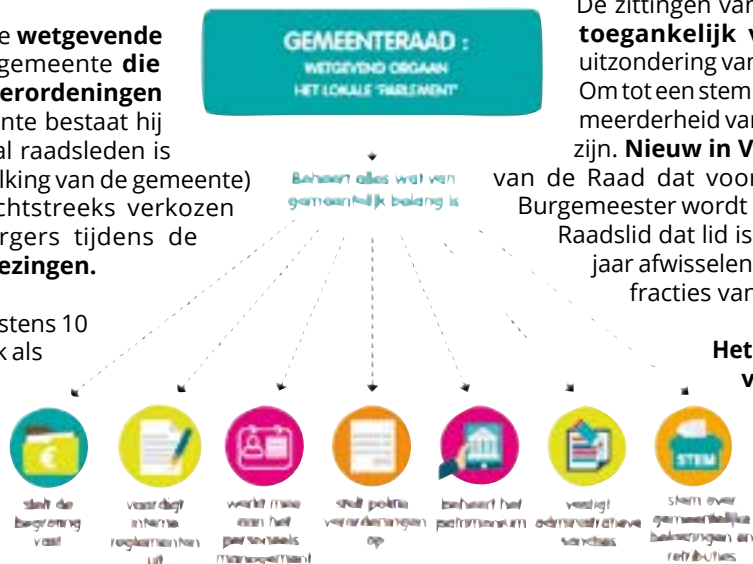 e wetgevende
gemeente die
erordeningen
nte bestaat hij
al raadsleden is
lking van de gemeente)
chtstreeks verkozen
rgers tijdens de
ezingen.
stens 10
k als
GEMEENTERAAD :
WETGEVEND ORGAAN
HET LOKALE "PARLEMENT"
Beheert alles wat van
gemeentelijk belang is
De zittingen van
toegankelijk v
uitzondering van
Om tot een stem
meerderheid van
zijn. Nieuw in V
van de Raad dat voor
Burgemeester wordt
Raadslid dat lid is
jaar afwisselen
fracties van
Het
v
€
STEM
stelt de
begroting
vast
vaardigt
interne
reglementen
uit
werkt mee
aan het
personeels
management
stelt politie
verordeningen
op
beheert het
patrimonium
vestigt
administratieve
sancties
stem over
gemeentelijke
belastingen en
retributies